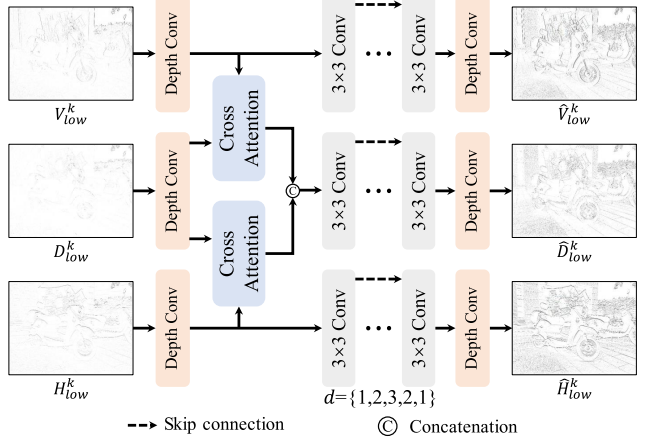 Depth Conv
3×3 Conv
...
3×3 Conv
Depth Conv
V^k_low
V̂^k_low
Cross Attention
Depth Conv
C
3×3 Conv
...
3×3 Conv
Depth Conv
D^k_low
D̂^k_low
Cross Attention
Depth Conv
3×3 Conv
...
3×3 Conv
Depth Conv
H^k_low
Ĥ^k_low
d={1,2,3,2,1}
Skip connection
C Concatenation